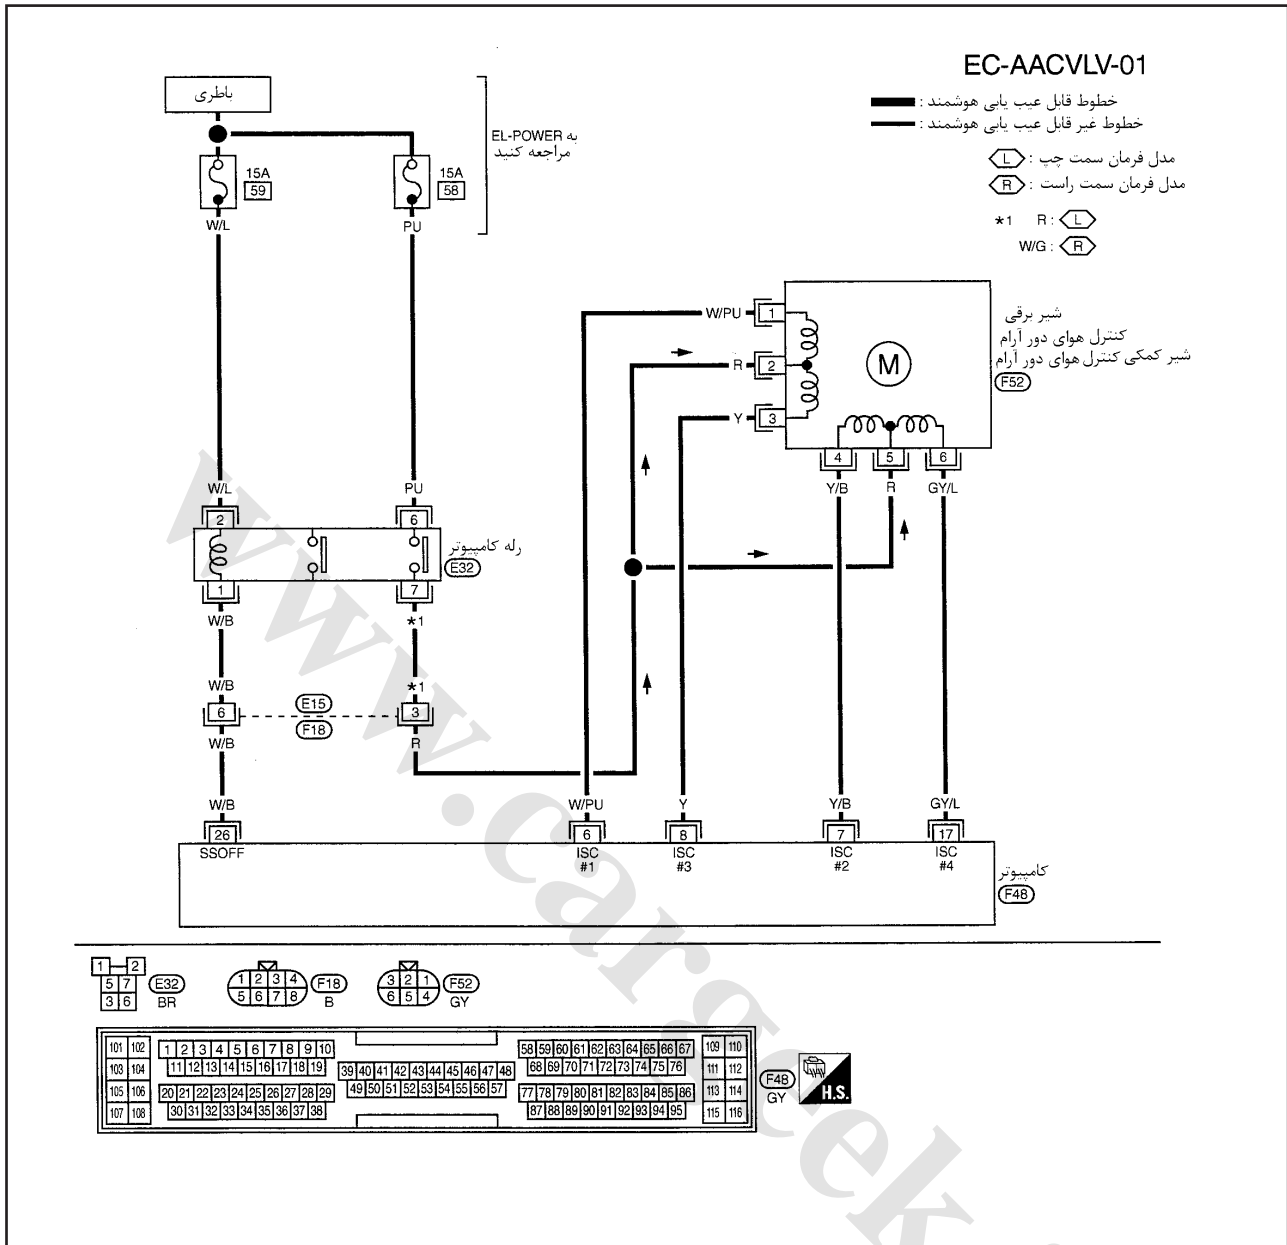 EC-AACVLV-01
خطوط قابل عیب یابی هوشمند :
خطوط غیر قابل عیب یابی هوشمند :
مدل فرمان سمت چپ : L
مدل فرمان سمت راست : R
*1 R : L
W/G : R
باطری
به EL-POWER
مراجعه کنید
15A
59
15A
58
W/L
PU
W/PU
1
R
2
Y
3
M
شیر برقی
کنترل هوای دور آرام
شیر کمکی کنترل هوای دور آرام
F52
4
5
6
Y/B
R
GY/L
W/L
PU
2
6
رله کامپیوتر
E32
1
7
W/B
*1
W/B
*1
6
E15
F18
3
W/B
R
W/B
W/PU
Y
Y/B
GY/L
26
6
8
7
17
SSOFF
ISC #1
ISC #3
ISC #2
ISC #4
کامپیوتر
F48
1 2
5 7
3 6
E32
BR
1 2 3 4
5 6 7 8
F18
B
3 2 1
6 5 4
F52
GY
101 102
103 104
105 106
107 108
1 2 3 4 5 6 7 8 9 10
11 12 13 14 15 16 17 18 19
20 21 22 23 24 25 26 27 28 29
30 31 32 33 34 35 36 37 38
39 40 41 42 43 44 45 46 47 48
49 50 51 52 53 54 55 56 57
58 59 60 61 62 63 64 65 66 67
68 69 70 71 72 73 74 75 76
77 78 79 80 81 82 83 84 85 86
87 88 89 90 91 92 93 94 95
109 110
111 112
113 114
115 116
F48
GY
H.S.
www.cargeek